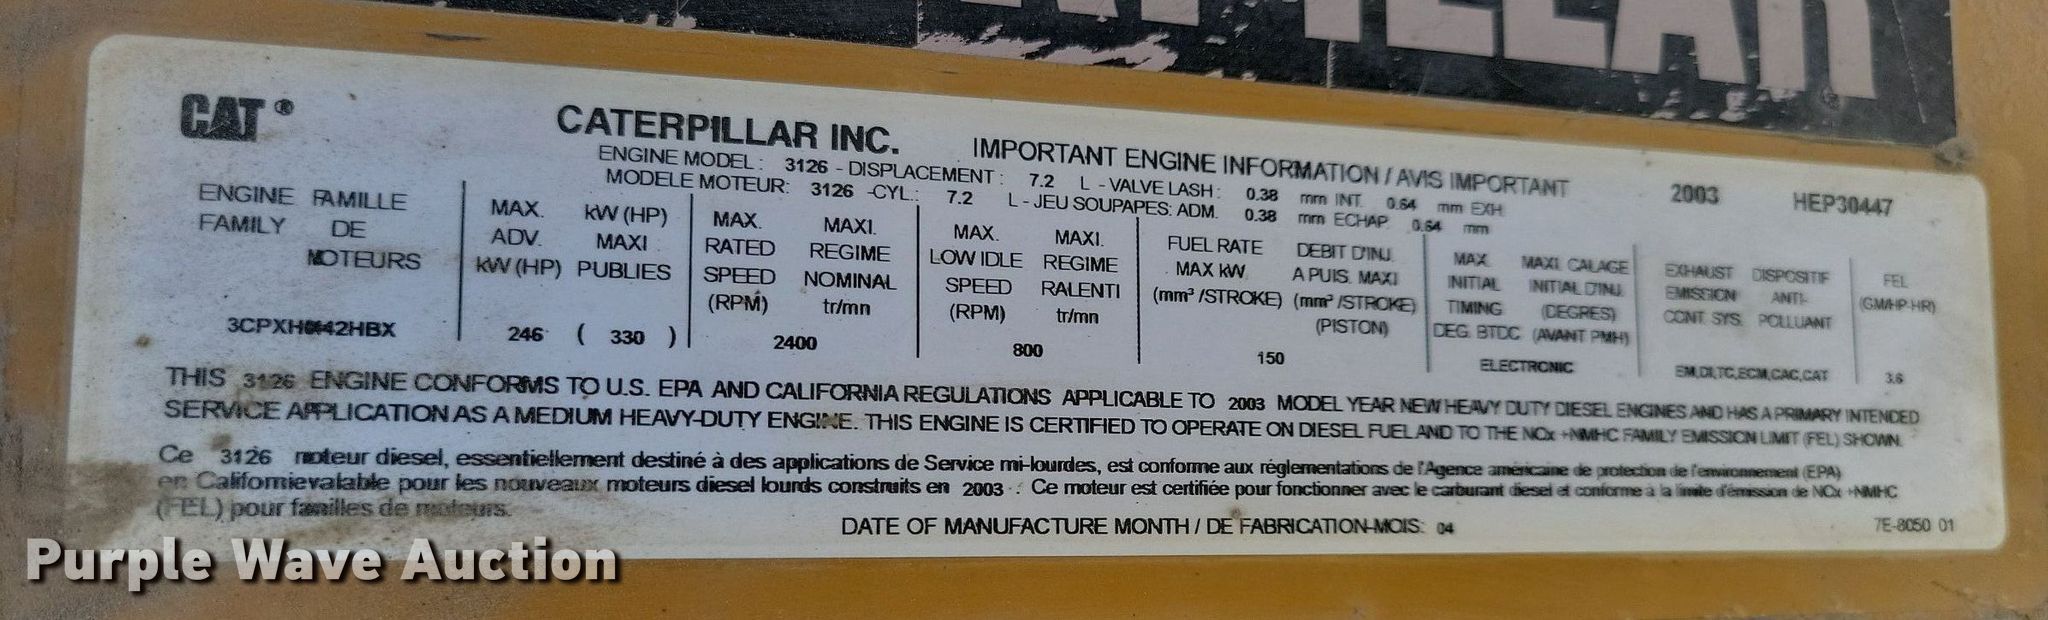 CAT ®
CATERPILLAR INC. IMPORTANT ENGINE INFORMATION / AVIS IMPORTANT 2003 HEP30447
ENGINE MODEL : 3126 - DISPLACEMENT : 7.2 L - VALVE LASH : 0.38 mm INT. 0.64 mm EXH.
MODELE MOTEUR: 3126 -CYL.: 7.2 L - JEU SOUPAPES: ADM. 0.38 mm ECHAP. 0.64 mm
ENGINE FAMILLE
FAMILY DE
MOTEURS
3CPXH0442HBX
MAX. kW (HP)
ADV. MAXI
kW (HP) PUBLIES
246 ( 330 )
MAX. MAXI.
RATED REGIME
SPEED NOMINAL
(RPM) tr/mn
2400
MAX. MAXI.
LOW IDLE REGIME
SPEED RALENTI
(RPM) tr/mn
800
FUEL RATE DEBIT D'INJ.
MAX kW A PUIS. MAXI
(mm³ /STROKE) (mm³ /STROKE)
(PISTON)
150
MAX. MAXI. CALAGE
INITIAL INITIAL D'INJ.
TIMING (DEGRES)
DEG. BTDC (AVANT PMH)
ELECTRONIC
EXHAUST DISPOSITIF
EMISSION ANTI-
CONT. SYS. POLLUANT
EM,DI,TC,ECM,CAC,CAT
FEL
(GM/HP-HR)
3.6
THIS 3126 ENGINE CONFORMS TO U.S. EPA AND CALIFORNIA REGULATIONS APPLICABLE TO 2003 MODEL YEAR NEW HEAVY DUTY DIESEL ENGINES AND HAS A PRIMARY INTENDED
SERVICE APPLICATION AS A MEDIUM HEAVY-DUTY ENGINE. THIS ENGINE IS CERTIFIED TO OPERATE ON DIESEL FUEL AND TO THE NOx +NMHC FAMILY EMISSION LIMIT (FEL) SHOWN.
Ce 3126 moteur diesel, essentiellement destiné à des applications de Service mi-lourdes, est conforme aux réglementations de l'Agence américaine de protection de l'environnement (EPA)
en Californievalable pour les nouveaux moteurs diesel lourds construits en 2003 . Ce moteur est certifiée pour fonctionner avec le carburant diesel et conforme à la limite d'émission de NOx +NMHC
(FEL) pour familles de moteurs.
DATE OF MANUFACTURE MONTH / DE FABRICATION-MOIS: 04
7E-8050 01
Purple Wave Auction